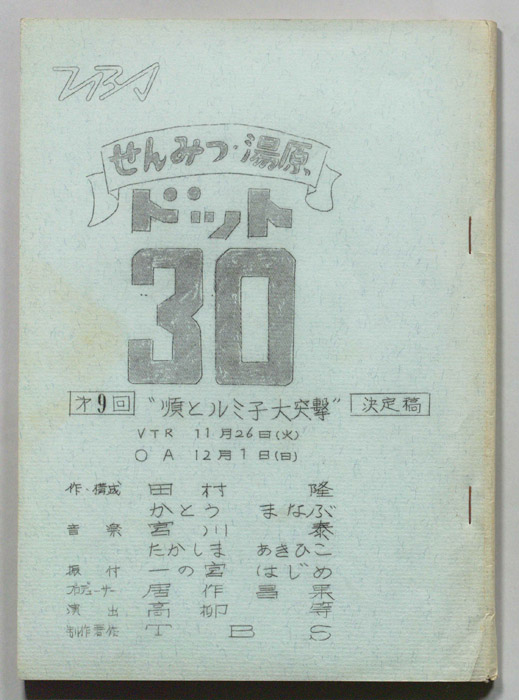 TBS
せんみつ・湯原
ドット
30
第9回 "順とルミ子大突撃" 決定稿
VTR 11月26日(火)
O A 12月1日(日)
作・構成 田村 隆
かとう まなぶ
音楽 宮川 泰
たかしま あきひこ
振付 一の宮 はじめ
プロデューサー 居作 昌果
演出 高柳 等
制作著作 TBS